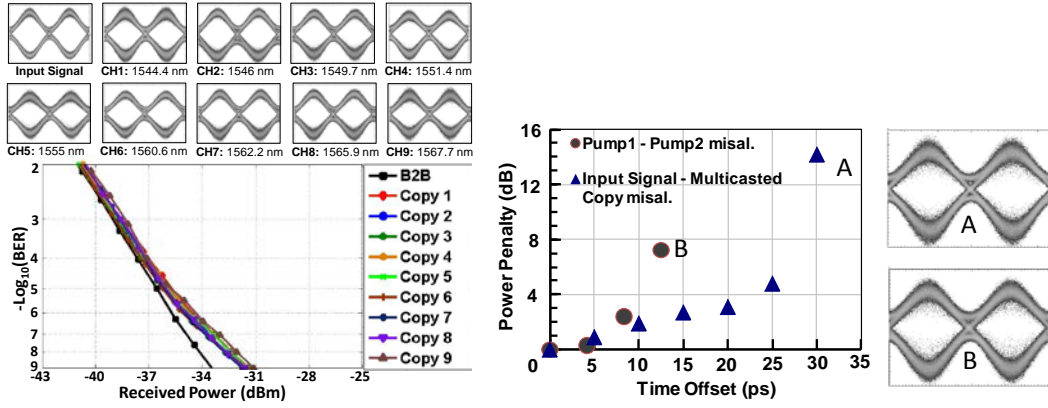 Input Signal
CH1: 1544.4 nm
CH2: 1546 nm
CH3: 1549.7 nm
CH4: 1551.4 nm
CH5: 1555 nm
CH6: 1560.6 nm
CH7: 1562.2 nm
CH8: 1565.9 nm
CH9: 1567.7 nm
-Log10(BER)
2
3
4
5
6
7
8
9
-43
-40
-37
-34
-31
-28
-25
Received Power (dBm)
B2B
Copy 1
Copy 2
Copy 3
Copy 4
Copy 5
Copy 6
Copy 7
Copy 8
Copy 9
Power Penalty (dB)
16
12
8
4
0
5
10
15
20
25
30
35
Time Offset (ps)
Pump1 - Pump2 misal.
Input Signal - Multicasted
Copy misal.
A
B
A
B